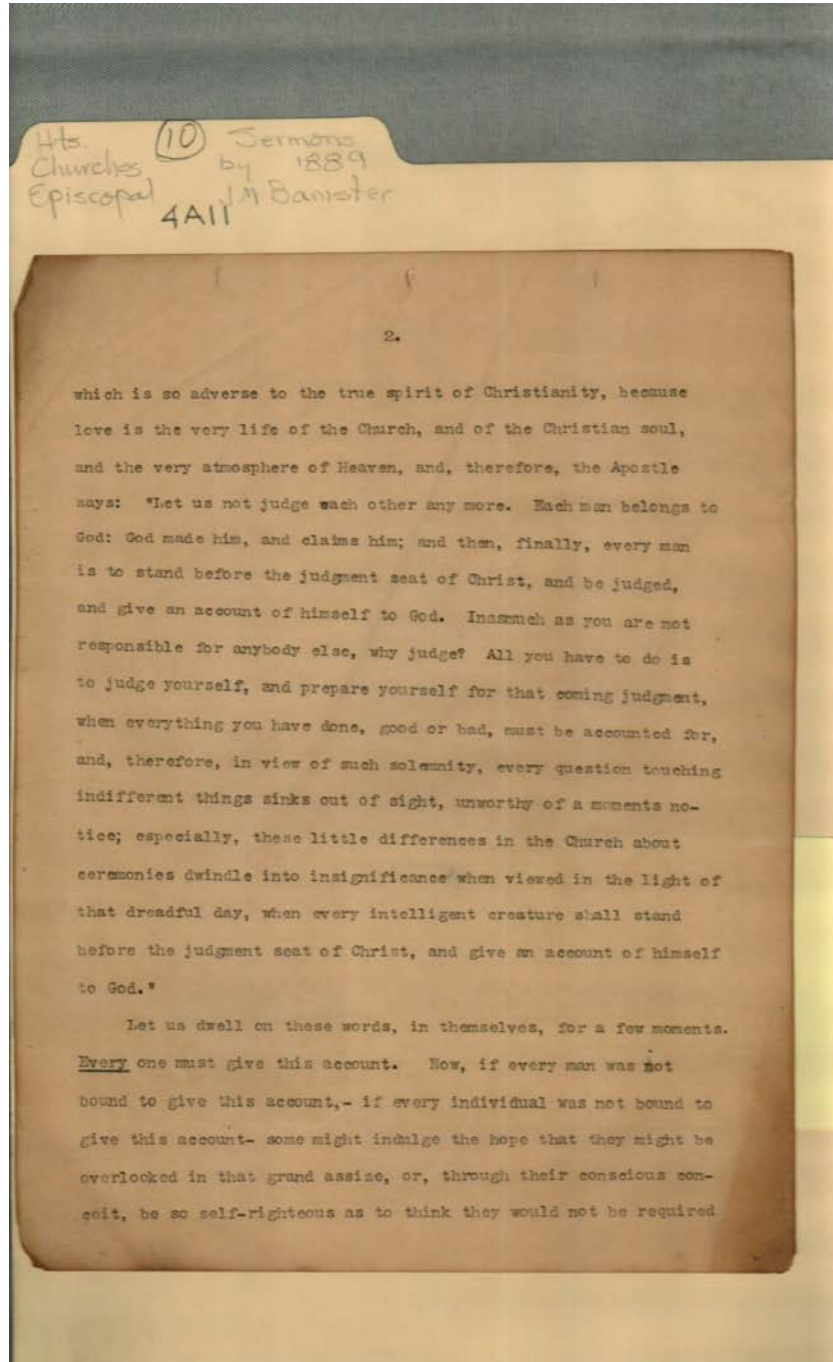 Hts. (10) Sermons
Churches by 1889
Episcopal J M Banister
4A11
2.
which is so adverse to the true spirit of Christianity, because
love is the very life of the Church, and of the Christian soul,
and the very atmosphere of Heaven, and, therefore, the Apostle
says: "Let us not judge each other any more. Each man belongs to
God: God made him, and claims him; and then, finally, every man
is to stand before the judgment seat of Christ, and be judged,
and give an account of himself to God. Inasmuch as you are not
responsible for anybody else, why judge? All you have to do is
to judge yourself, and prepare yourself for that coming judgment,
when everything you have done, good or bad, must be accounted for,
and, therefore, in view of such solemnity, every question touching
indifferent things sinks out of sight, unworthy of a moments no-
tice; especially, these little differences in the Church about
ceremonies dwindle into insignificance when viewed in the light of
that dreadful day, when every intelligent creature shall stand
before the judgment seat of Christ, and give an account of himself
to God."
Let us dwell on these words, in themselves, for a few moments.
Every one must give this account. Now, if every man was not
bound to give this account,- if every individual was not bound to
give this account- some might indulge the hope that they might be
overlooked in that grand assize, or, through their conscious con-
ceit, be so self-righteous as to think they would not be required